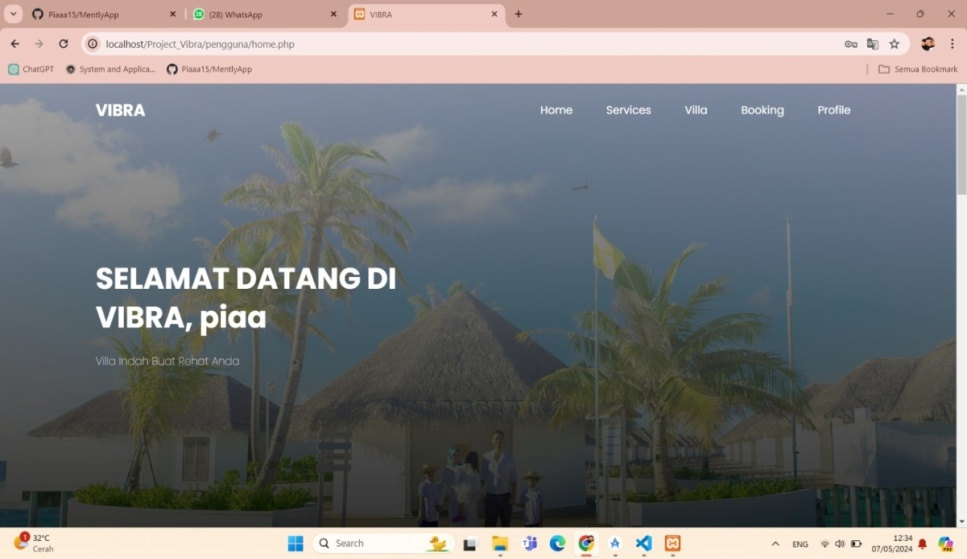 Piaaa15/MentlyApp
(28) WhatsApp
VIBRA
localhost/Project_Vibra/pengguna/home.php
ChatGPT
System and Applica...
Piaaa15/MentlyApp
Semua Bookmark
VIBRA
Home
Services
Villa
Booking
Profile
SELAMAT DATANG DI
VIBRA, piaa
Villa Indah Buat Rehat Anda
1
32°C
Cerah
Search
ENG
12:34
07/05/2024